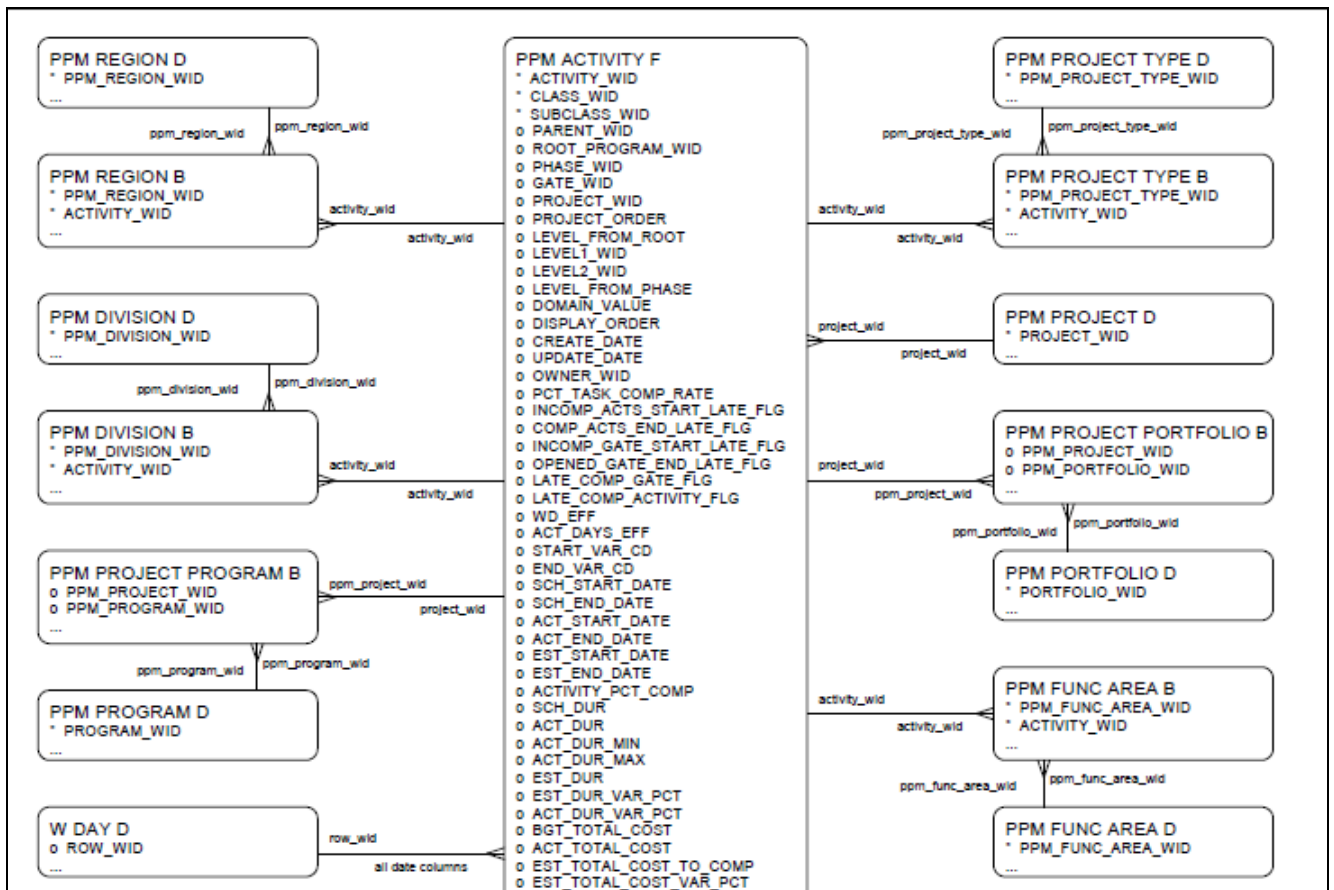 PPM REGION D
* PPM_REGION_WID
...
ppm_region_wid
ppm_region_wid
PPM REGION B
* PPM_REGION_WID
* ACTIVITY_WID
...
activity_wid
activity_wid
PPM DIVISION D
* PPM_DIVISION_WID
...
ppm_division_wid
ppm_division_wid
PPM DIVISION B
* PPM_DIVISION_WID
* ACTIVITY_WID
...
activity_wid
activity_wid
PPM PROJECT PROGRAM B
o PPM_PROJECT_WID
o PPM_PROGRAM_WID
...
ppm_project_wid
project_wid
ppm_program_wid
ppm_program_wid
PPM PROGRAM D
* PROGRAM_WID
...
W DAY D
o ROW_WID
...
row_wid
all date columns
PPM ACTIVITY F
* ACTIVITY_WID
* CLASS_WID
* SUBCLASS_WID
o PARENT_WID
o ROOT_PROGRAM_WID
o PHASE_WID
o GATE_WID
o PROJECT_WID
o PROJECT_ORDER
o LEVEL_FROM_ROOT
o LEVEL1_WID
o LEVEL2_WID
o LEVEL_FROM_PHASE
o DOMAIN_VALUE
o DISPLAY_ORDER
o CREATE_DATE
o UPDATE_DATE
o OWNER_WID
o PCT_TASK_COMP_RATE
o INCOMP_ACTS_START_LATE_FLG
o COMP_ACTS_END_LATE_FLG
o INCOMP_GATE_START_LATE_FLG
o OPENED_GATE_END_LATE_FLG
o LATE_COMP_GATE_FLG
o LATE_COMP_ACTIVITY_FLG
o WD_EFF
o ACT_DAYS_EFF
o START_VAR_CD
o END_VAR_CD
o SCH_START_DATE
o SCH_END_DATE
o ACT_START_DATE
o ACT_END_DATE
o EST_START_DATE
o EST_END_DATE
o ACTIVITY_PCT_COMP
o SCH_DUR
o ACT_DUR
o ACT_DUR_MIN
o ACT_DUR_MAX
o EST_DUR
o EST_DUR_VAR_PCT
o ACT_DUR_VAR_PCT
o BGT_TOTAL_COST
o ACT_TOTAL_COST
o EST_TOTAL_COST_TO_COMP
o EST_TOTAL_COST_VAR_PCT
PPM PROJECT TYPE D
* PPM_PROJECT_TYPE_WID
...
ppm_project_type_wid
ppm_project_type_wid
PPM PROJECT TYPE B
* PPM_PROJECT_TYPE_WID
* ACTIVITY_WID
...
activity_wid
activity_wid
PPM PROJECT D
* PROJECT_WID
...
project_wid
project_wid
PPM PROJECT PORTFOLIO B
o PPM_PROJECT_WID
o PPM_PORTFOLIO_WID
...
project_wid
ppm_project_wid
ppm_portfolio_wid
ppm_portfolio_wid
PPM PORTFOLIO D
* PORTFOLIO_WID
...
PPM FUNC AREA B
* PPM_FUNC_AREA_WID
* ACTIVITY_WID
...
activity_wid
activity_wid
ppm_func_area_wid
ppm_func_area_wid
PPM FUNC AREA D
* PPM_FUNC_AREA_WID
...